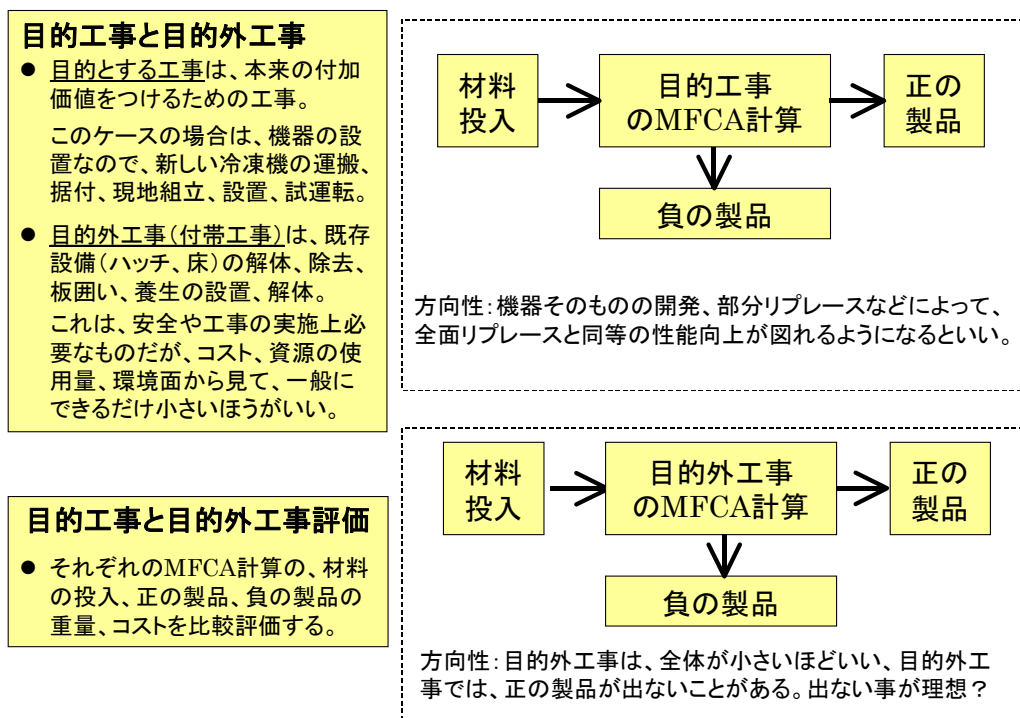 目的工事と目的外工事
● 目的とする工事は、本来の付加
価値をつけるための工事。
このケースの場合は、機器の設
置なので、新しい冷凍機の運搬、
据付、現地組立、設置、試運転。
● 目的外工事(付帯工事)は、既存
設備(ハッチ、床)の解体、除去、
板囲い、養生の設置、解体。
これは、安全や工事の実施上必
要なものだが、コスト、資源の使
用量、環境面から見て、一般に
できるだけ小さいほうがいい。
目的工事と目的外工事評価
● それぞれのMFCA計算の、材料
の投入、正の製品、負の製品の
重量、コストを比較評価する。
材料
投入
目的工事
のMFCA計算
正の
製品
負の製品
方向性:機器そのものの開発、部分リプレースなどによって、
全面リプレースと同等の性能向上が図れるようになるといい。
材料
投入
目的外工事
のMFCA計算
正の
製品
負の製品
方向性:目的外工事は、全体が小さいほどいい、目的外工
事では、正の製品が出ないことがある。出ない事が理想?